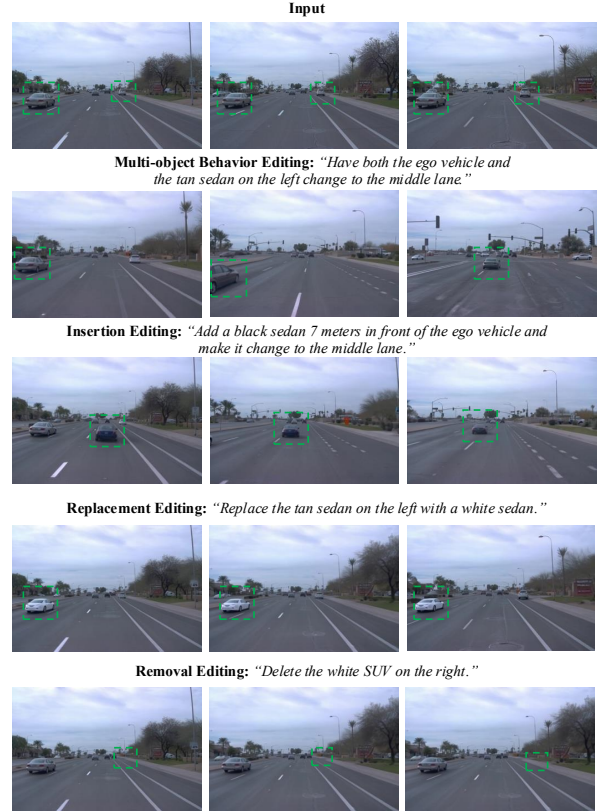 Input
Multi-object Behavior Editing: “Have both the ego vehicle and
the tan sedan on the left change to the middle lane.”
Insertion Editing: “Add a black sedan 7 meters in front of the ego vehicle and
make it change to the middle lane.”
Replacement Editing: “Replace the tan sedan on the left with a white sedan.”
Removal Editing: “Delete the white SUV on the right.”